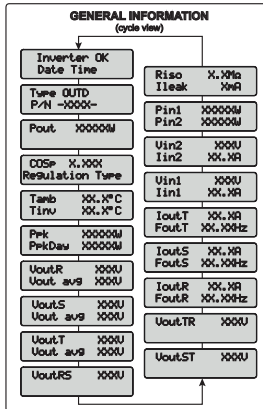 GENERAL INFORMATION
(cycle view)
Inverter OK
Date Time
Type OUTD
P/N -XXXX-
Pout XXXXXW
COSφ X.XXX
Regulation Type
Tamb XX.X°C
Tinv XX.X°C
Ppk XXXXXW
PpkDay XXXXXW
VoutR XXXV
Vout avg XXXV
VoutS XXXV
Vout avg XXXV
VoutT XXXV
Vout avg XXXV
VoutRS XXXV
Riso X.XMΩ
Ileak XmA
Pin1 XXXXXW
Pin2 XXXXXW
Vin2 XXXV
Iin2 XX.XA
Vin1 XXXV
Iin1 XX.XA
IoutT XX.XA
FoutT XX.XXHz
IoutS XX.XA
FoutS XX.XXHz
IoutR XX.XA
FoutR XX.XXHz
VoutTR XXXV
VoutST XXXV